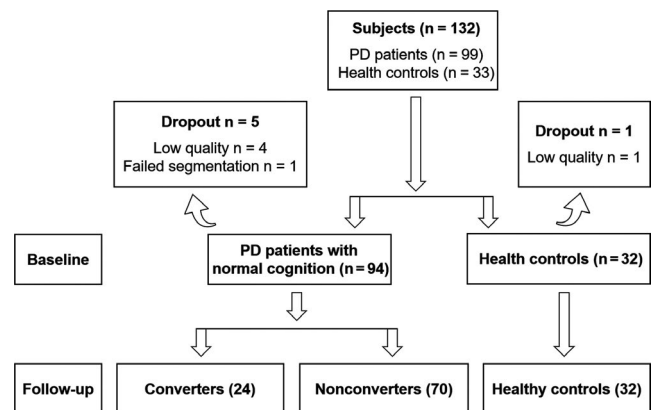 Subjects (n = 132)
PD patients (n = 99)
Health controls (n = 33)
Dropout n = 5
Low quality n = 4
Failed segmentation n = 1
Dropout n = 1
Low quality n = 1
Baseline
PD patients with
normal cognition (n = 94)
Health controls (n = 32)
Follow-up
Converters (24)
Nonconverters (70)
Healthy controls (32)